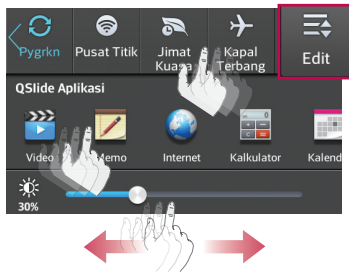 Pygrkn Pusat Titik Jimat Kuasa Kapal Terbang Edit
QSlide Aplikasi
Video Memo Internet Kalkulator Kalend
30%